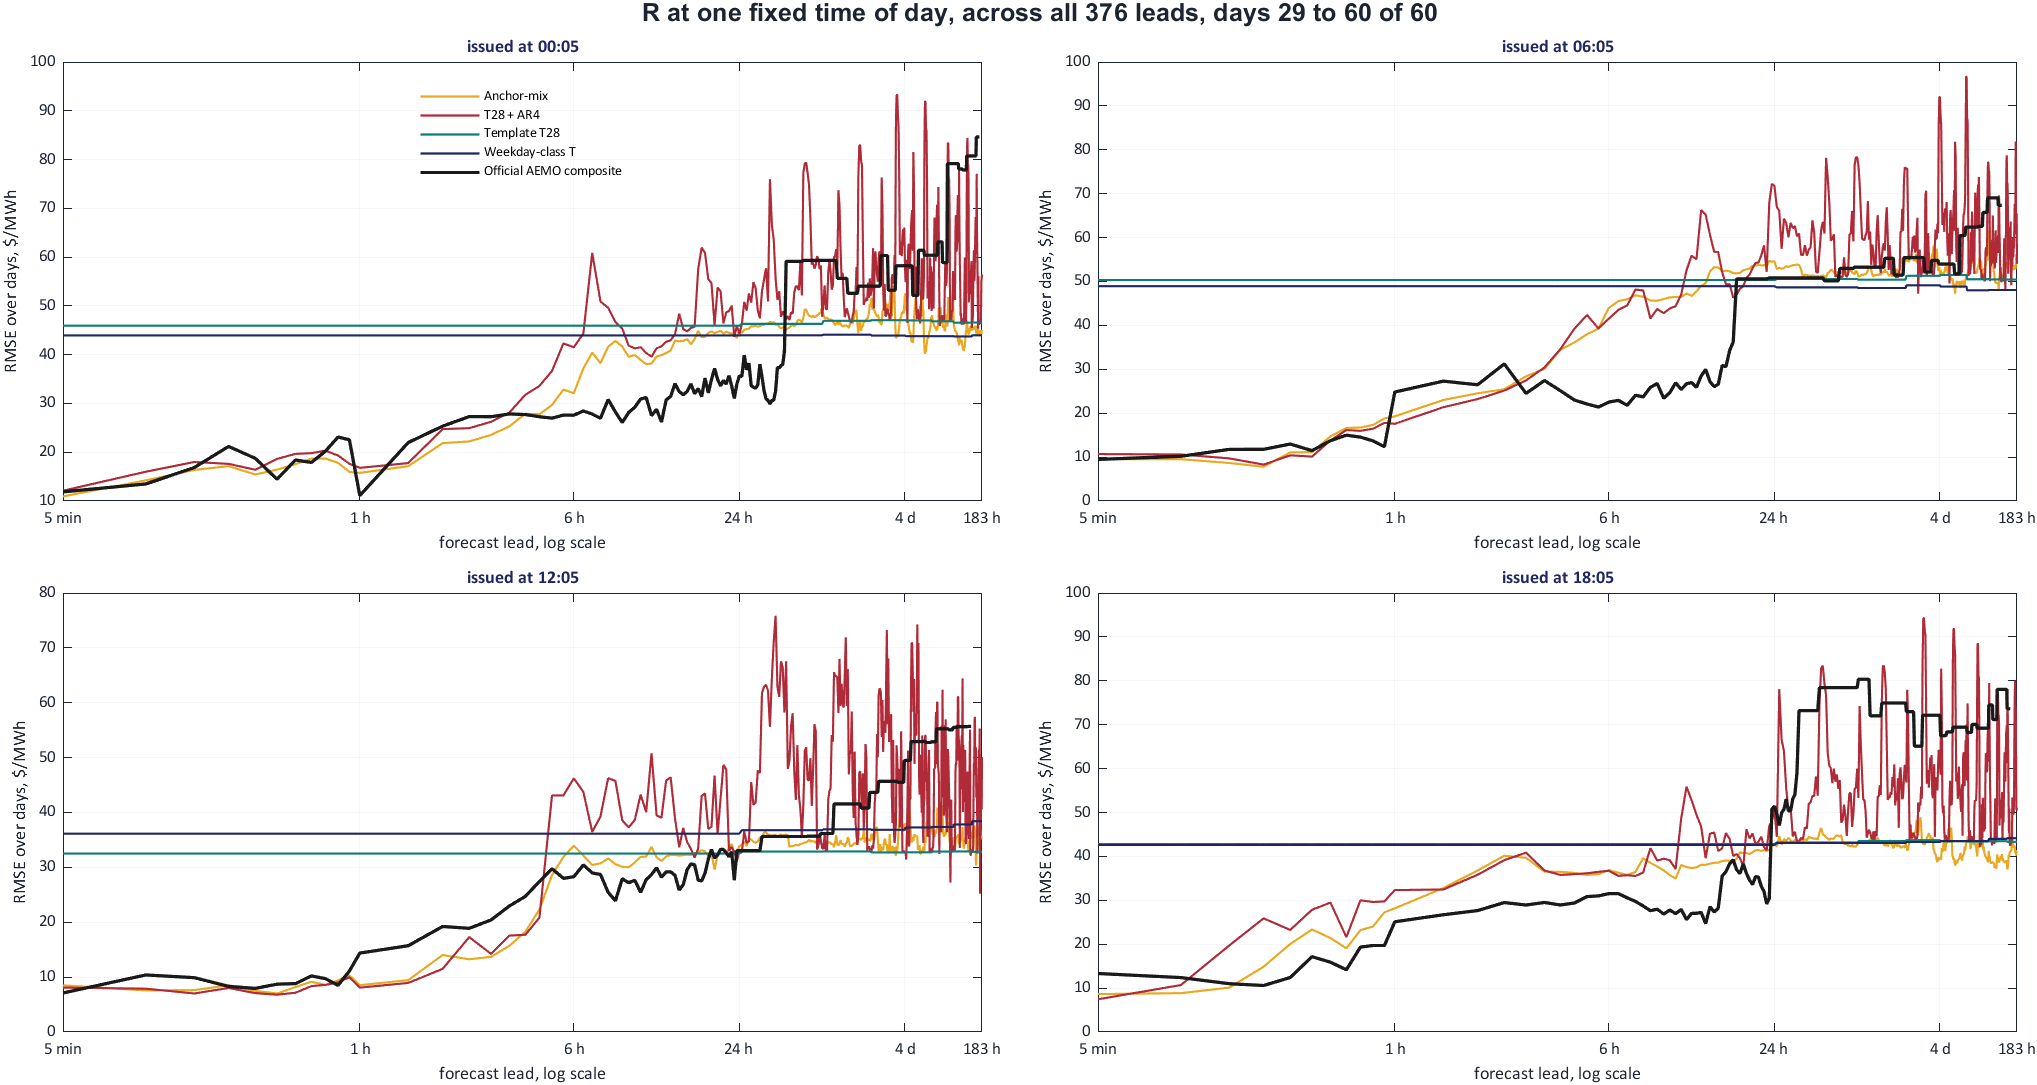 R at one fixed time of day, across all 376 leads, days 29 to 60 of 60
issued at 00:05
100
90
80
70
60
50
40
30
20
10
RMSE over days, $/MWh
Anchor-mix
T28 + AR4
Template T28
Weekday-class T
Official AEMO composite
5 min
1 h
6 h
24 h
4 d
183 h
forecast lead, log scale
issued at 06:05
100
90
80
70
60
50
40
30
20
10
0
RMSE over days, $/MWh
5 min
1 h
6 h
24 h
4 d
183 h
forecast lead, log scale
issued at 12:05
80
70
60
50
40
30
20
10
0
RMSE over days, $/MWh
5 min
1 h
6 h
24 h
4 d
183 h
forecast lead, log scale
issued at 18:05
100
90
80
70
60
50
40
30
20
10
0
RMSE over days, $/MWh
5 min
1 h
6 h
24 h
4 d
183 h
forecast lead, log scale